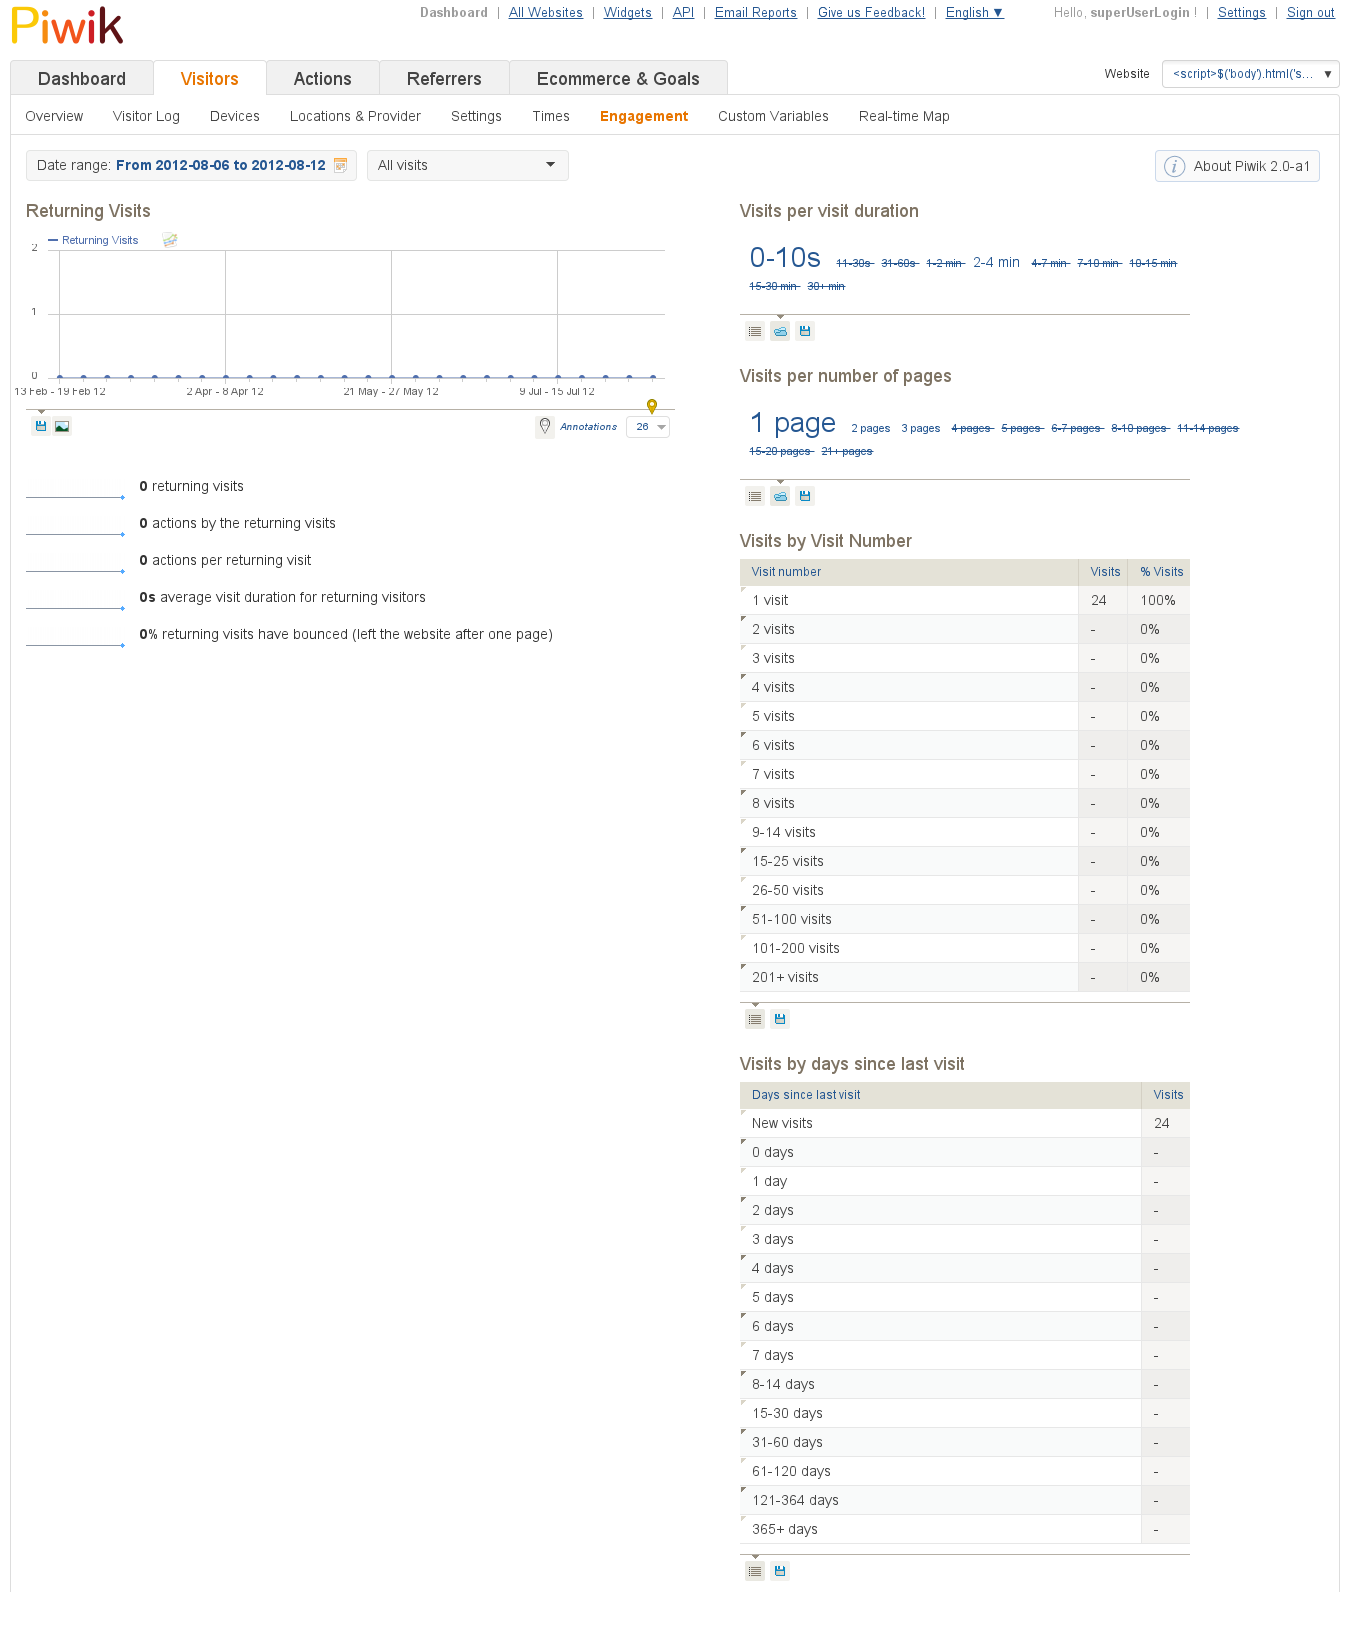 Piwik
Dashboard | All Websites | Widgets | API | Email Reports | Give us Feedback! | English ▼
Hello, superUserLogin ! | Settings | Sign out
Dashboard
Visitors
Actions
Referrers
Ecommerce & Goals
Website
<script>$('body').html('s... ▼
Overview
Visitor Log
Devices
Locations & Provider
Settings
Times
Engagement
Custom Variables
Real-time Map
Date range: From 2012-08-06 to 2012-08-12
All visits
About Piwik 2.0-a1
Returning Visits
Returning Visits
2
1
0
13 Feb - 19 Feb 12
2 Apr - 8 Apr 12
21 May - 27 May 12
9 Jul - 15 Jul 12
Annotations
26
0 returning visits
0 actions by the returning visits
0 actions per returning visit
0s average visit duration for returning visitors
0% returning visits have bounced (left the website after one page)
Visits per visit duration
0-10s 11-30s 31-60s 1-2 min 2-4 min 4-7 min 7-10 min 10-15 min
15-30 min 30+ min
Visits per number of pages
1 page 2 pages 3 pages 4 pages 5 pages 6-7 pages 8-10 pages 11-14 pages
15-20 pages 21+ pages
Visits by Visit Number
Visit number Visits % Visits
1 visit 24 100%
2 visits - 0%
3 visits - 0%
4 visits - 0%
5 visits - 0%
6 visits - 0%
7 visits - 0%
8 visits - 0%
9-14 visits - 0%
15-25 visits - 0%
26-50 visits - 0%
51-100 visits - 0%
101-200 visits - 0%
201+ visits - 0%
Visits by days since last visit
Days since last visit Visits
New visits 24
0 days -
1 day -
2 days -
3 days -
4 days -
5 days -
6 days -
7 days -
8-14 days -
15-30 days -
31-60 days -
61-120 days -
121-364 days -
365+ days -